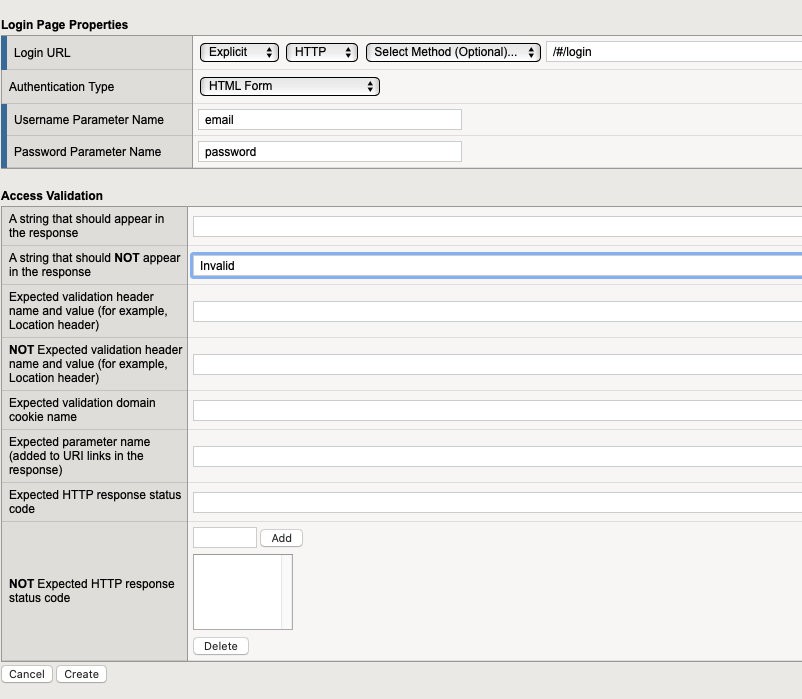 Login Page Properties
Login URL Explicit HTTP Select Method (Optional)... /#/login
Authentication Type HTML Form
Username Parameter Name email
Password Parameter Name password
Access Validation
A string that should appear in
the response
A string that should NOT appear
in the response
Invalid
Expected validation header
name and value (for example,
Location header)
NOT Expected validation header
name and value (for example,
Location header)
Expected validation domain
cookie name
Expected parameter name
(added to URI links in the
response)
Expected HTTP response status
code
Add
NOT Expected HTTP response
status code
Delete
Cancel Create